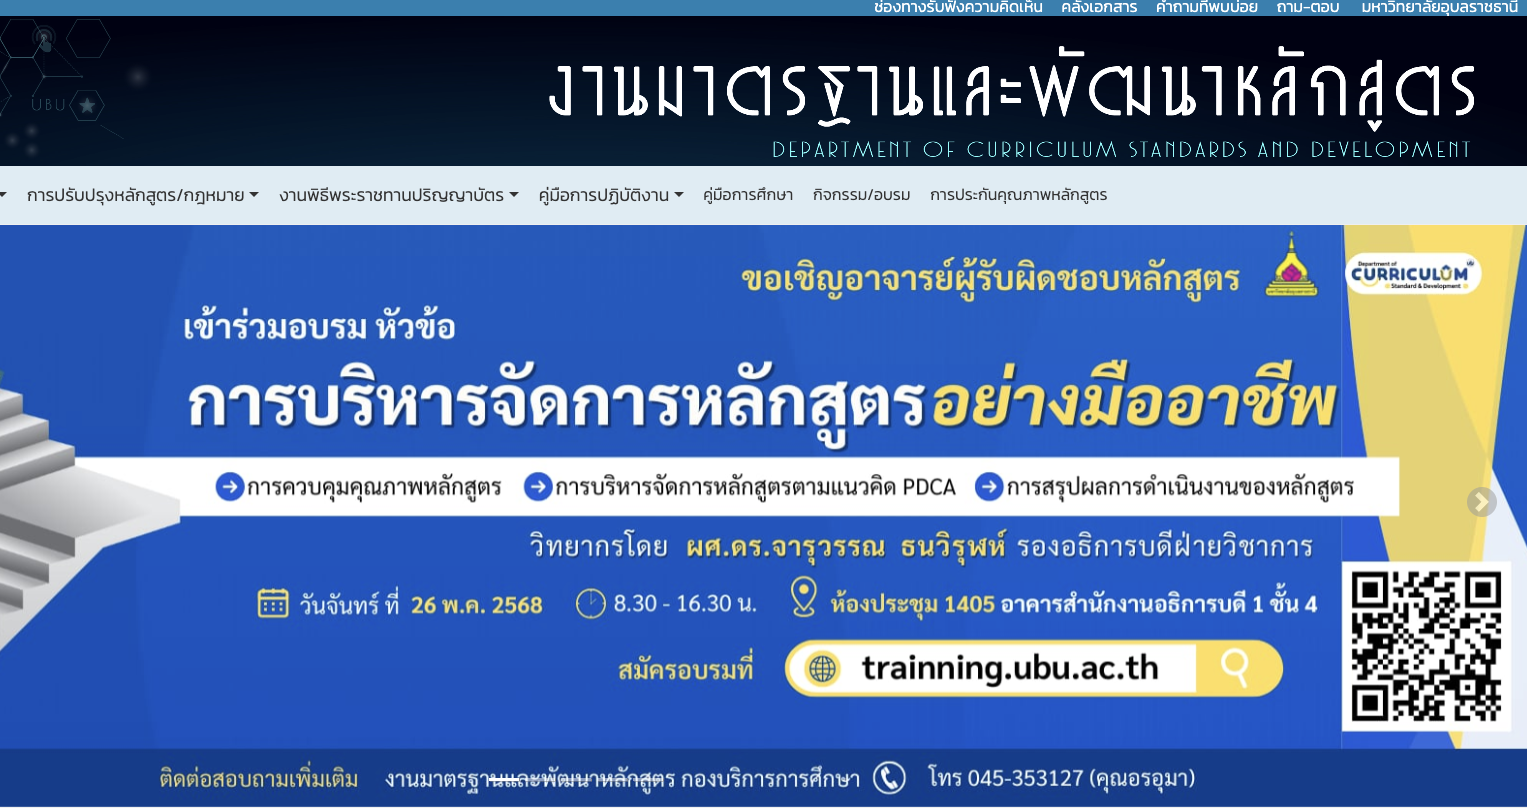 ช่องทางรับฟังความคิดเห็น คลังเอกสาร คำถามที่พบบ่อย ถาม-ตอบ มหาวิทยาลัยอุบลราชธานี
UBU
งานมาตรฐานและพัฒนาหลักสูตร
DEPARTMENT OF CURRICULUM STANDARDS AND DEVELOPMENT
การปรับปรุงหลักสูตร/กฎหมาย งานพิธีพระราชทานปริญญาบัตร คู่มือการปฏิบัติงาน คู่มือการศึกษา กิจกรรม/อบรม การประกันคุณภาพหลักสูตร
ขอเชิญอาจารย์ผู้รับผิดชอบหลักสูตร
Department of
CURRICULUM
Standard & Development
เข้าร่วมอบรม หัวข้อ
การบริหารจัดการหลักสูตรอย่างมืออาชีพ
การควบคุมคุณภาพหลักสูตร การบริหารจัดการหลักสูตรตามแนวคิด PDCA การสรุปผลการดำเนินงานของหลักสูตร
วิทยากรโดย ผศ.ดร.จารุวรรณ ธนวิรุฬห์ รองอธิการบดีฝ่ายวิชาการ
วันจันทร์ ที่ 26 พ.ค. 2568 8.30 - 16.30 น. ห้องประชุม 1405 อาคารสำนักงานอธิการบดี 1 ชั้น 4
สมัครอบรมที่ trainning.ubu.ac.th
ติดต่อสอบถามเพิ่มเติม งานมาตรฐานและพัฒนาหลักสูตร กองบริการการศึกษา โทร 045-353127 (คุณอรอุมา)